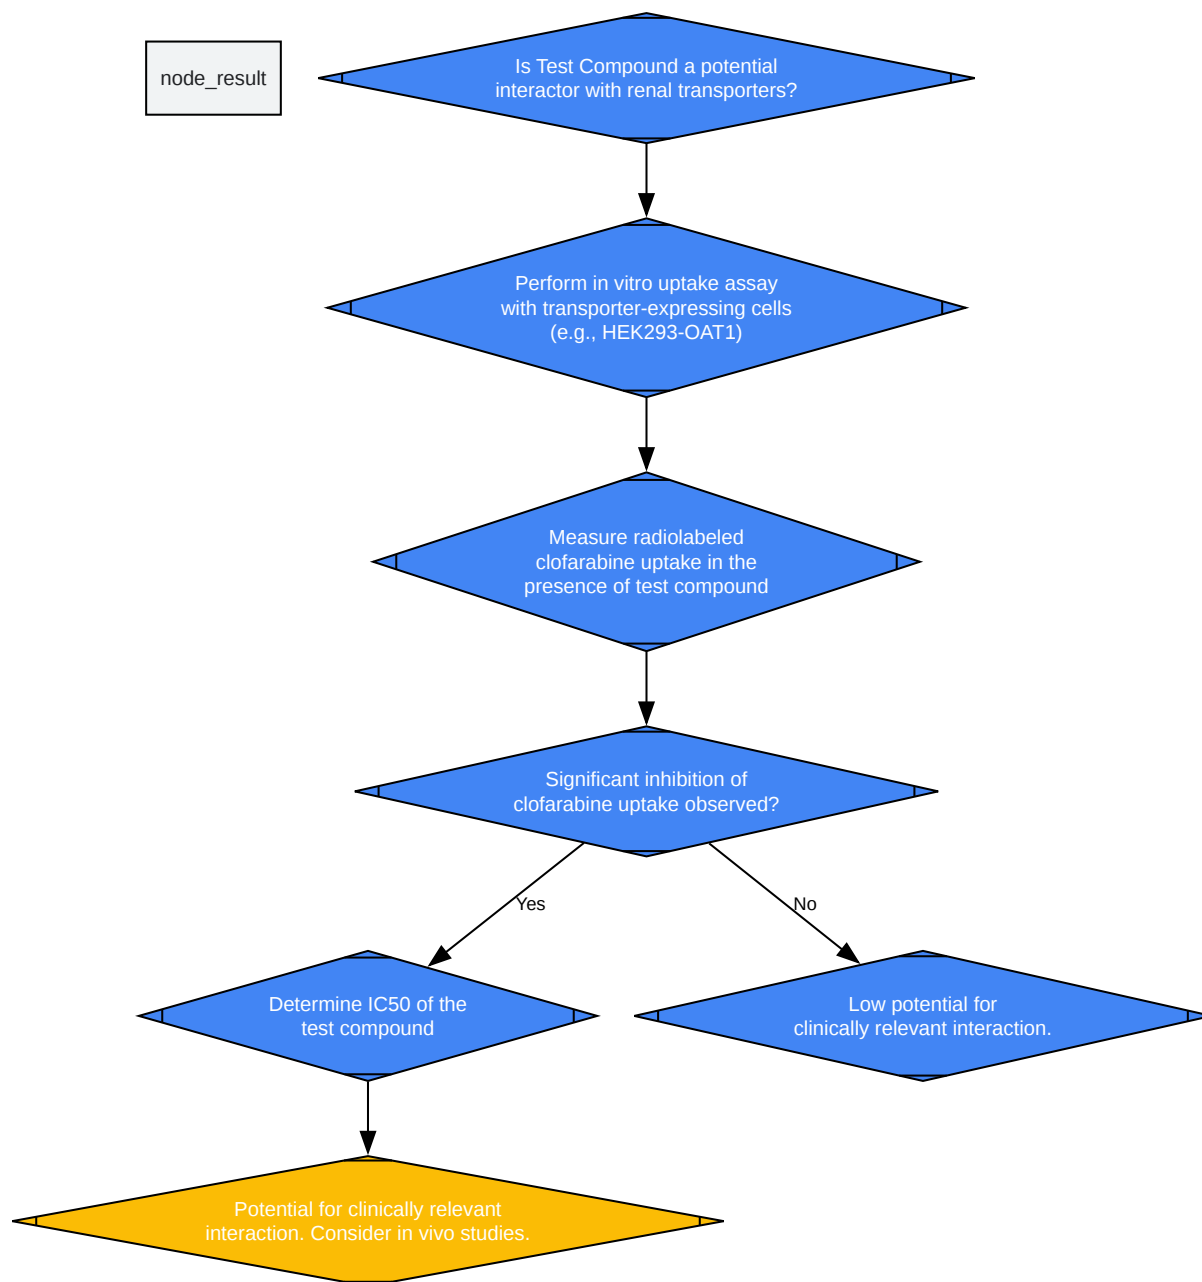 node_result
Is Test Compound a potential
interactor with renal transporters?
Perform in vitro uptake assay
with transporter-expressing cells
(e.g., HEK293-OAT1)
Measure radiolabeled
clofarabine uptake in the
presence of test compound
Significant inhibition of
clofarabine uptake observed?
Yes
No
Determine IC50 of the
test compound
Low potential for
clinically relevant interaction.
Potential for clinically relevant
interaction. Consider in vivo studies.